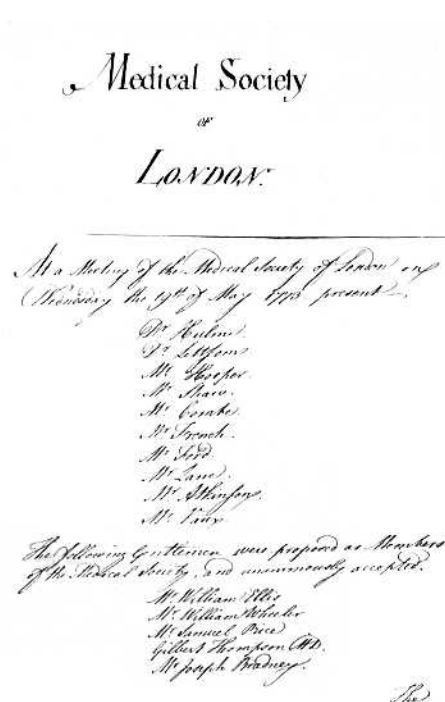 Medical Society
OF
LONDON.
At a Meeting of the Medical Society of London on
Wednesday the 19th of May 1773 present
Dr Hulme.
Dr Lettsom.
Mr Hooper.
Mr Shaw.
Mr Combe.
Mr French.
Mr Ford.
Mr Lane.
Mr Atkinson.
Mr Vaux.
The following Gentlemen were proposed as Members
of the Medical Society, and unanimously accepted.
Mr William Ellis
Mr William Wheeler
Mr Samuel Price
Gilbert Thompson MD.
Mr Joseph Bradney.
The